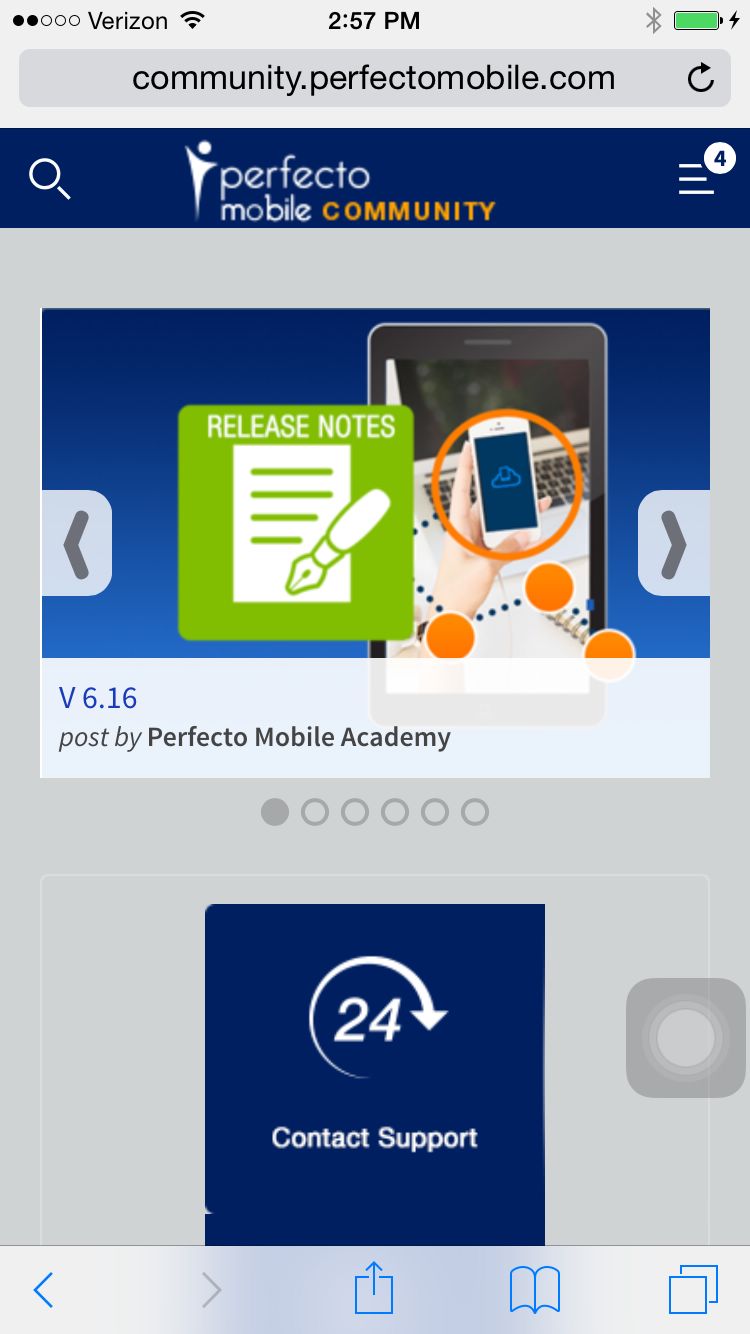 Verizon
2:57 PM
community.perfectomobile.com
4
perfecto
mobile COMMUNITY
RELEASE NOTES
V 6.16
post by Perfecto Mobile Academy
24
Contact Support